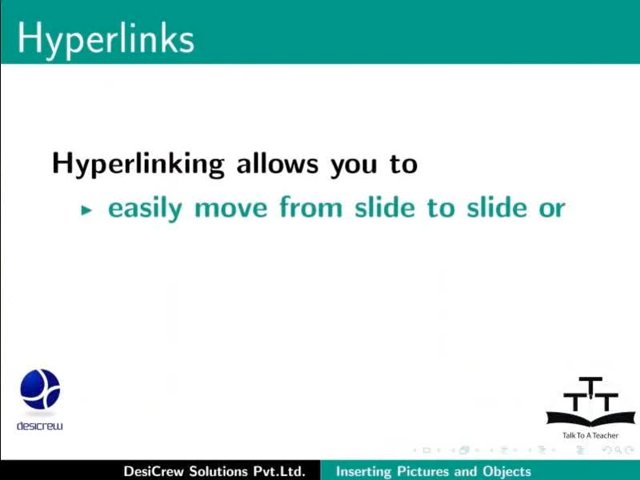 Hyperlinks
Hyperlinking allows you to
easily move from slide to slide or
desicrew
TTT
Talk To A Teacher
DesiCrew Solutions Pvt.Ltd. Inserting Pictures and Objects